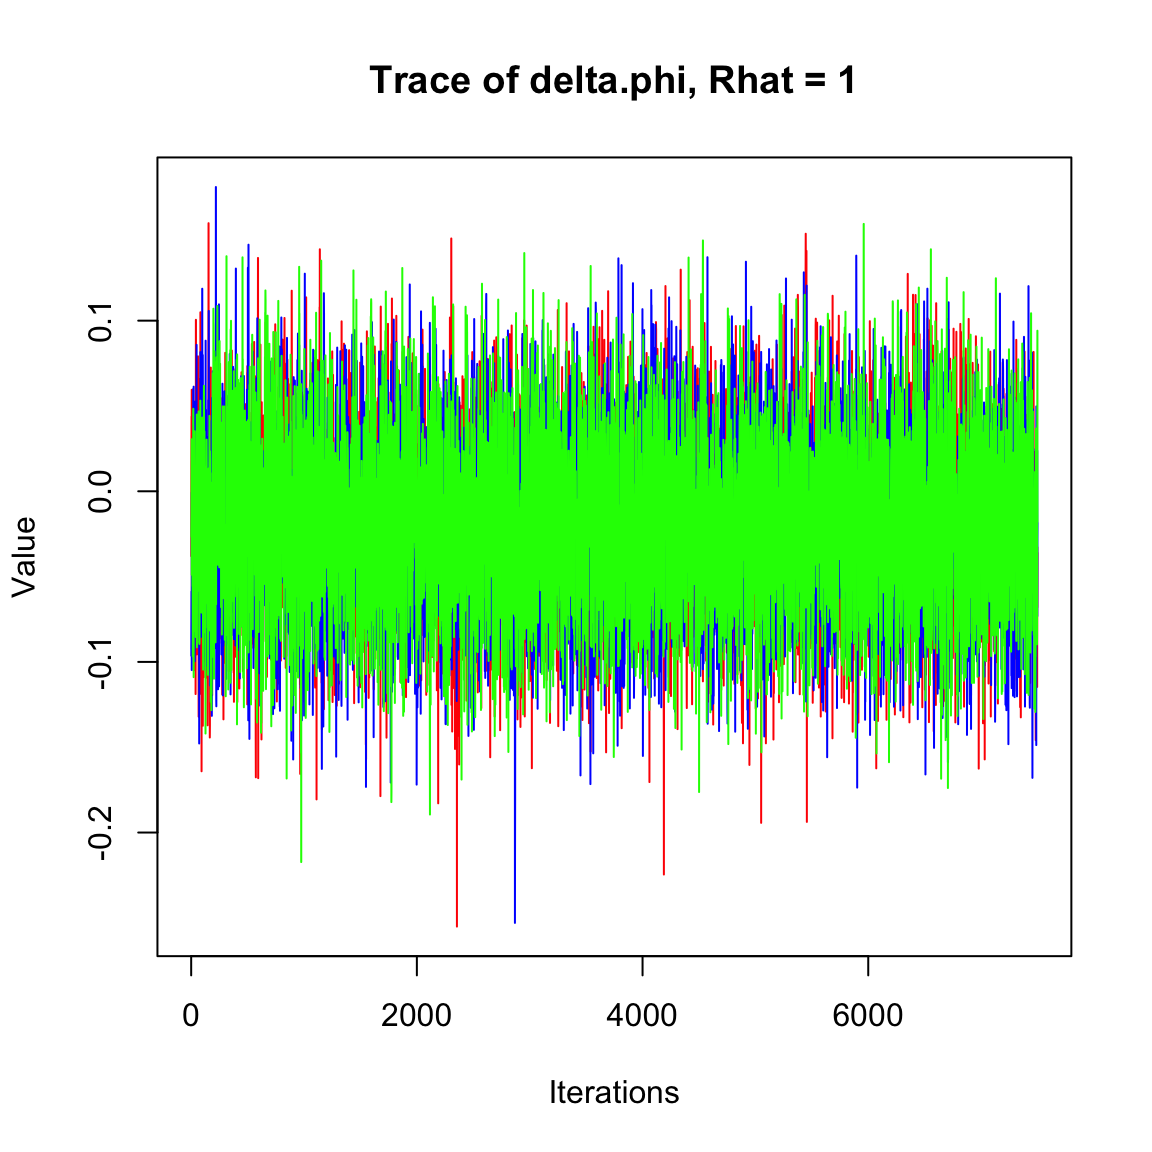 Trace of delta.phi, Rhat = 1
Value
0.1
0.0
-0.1
-0.2
0 2000 4000 6000
Iterations